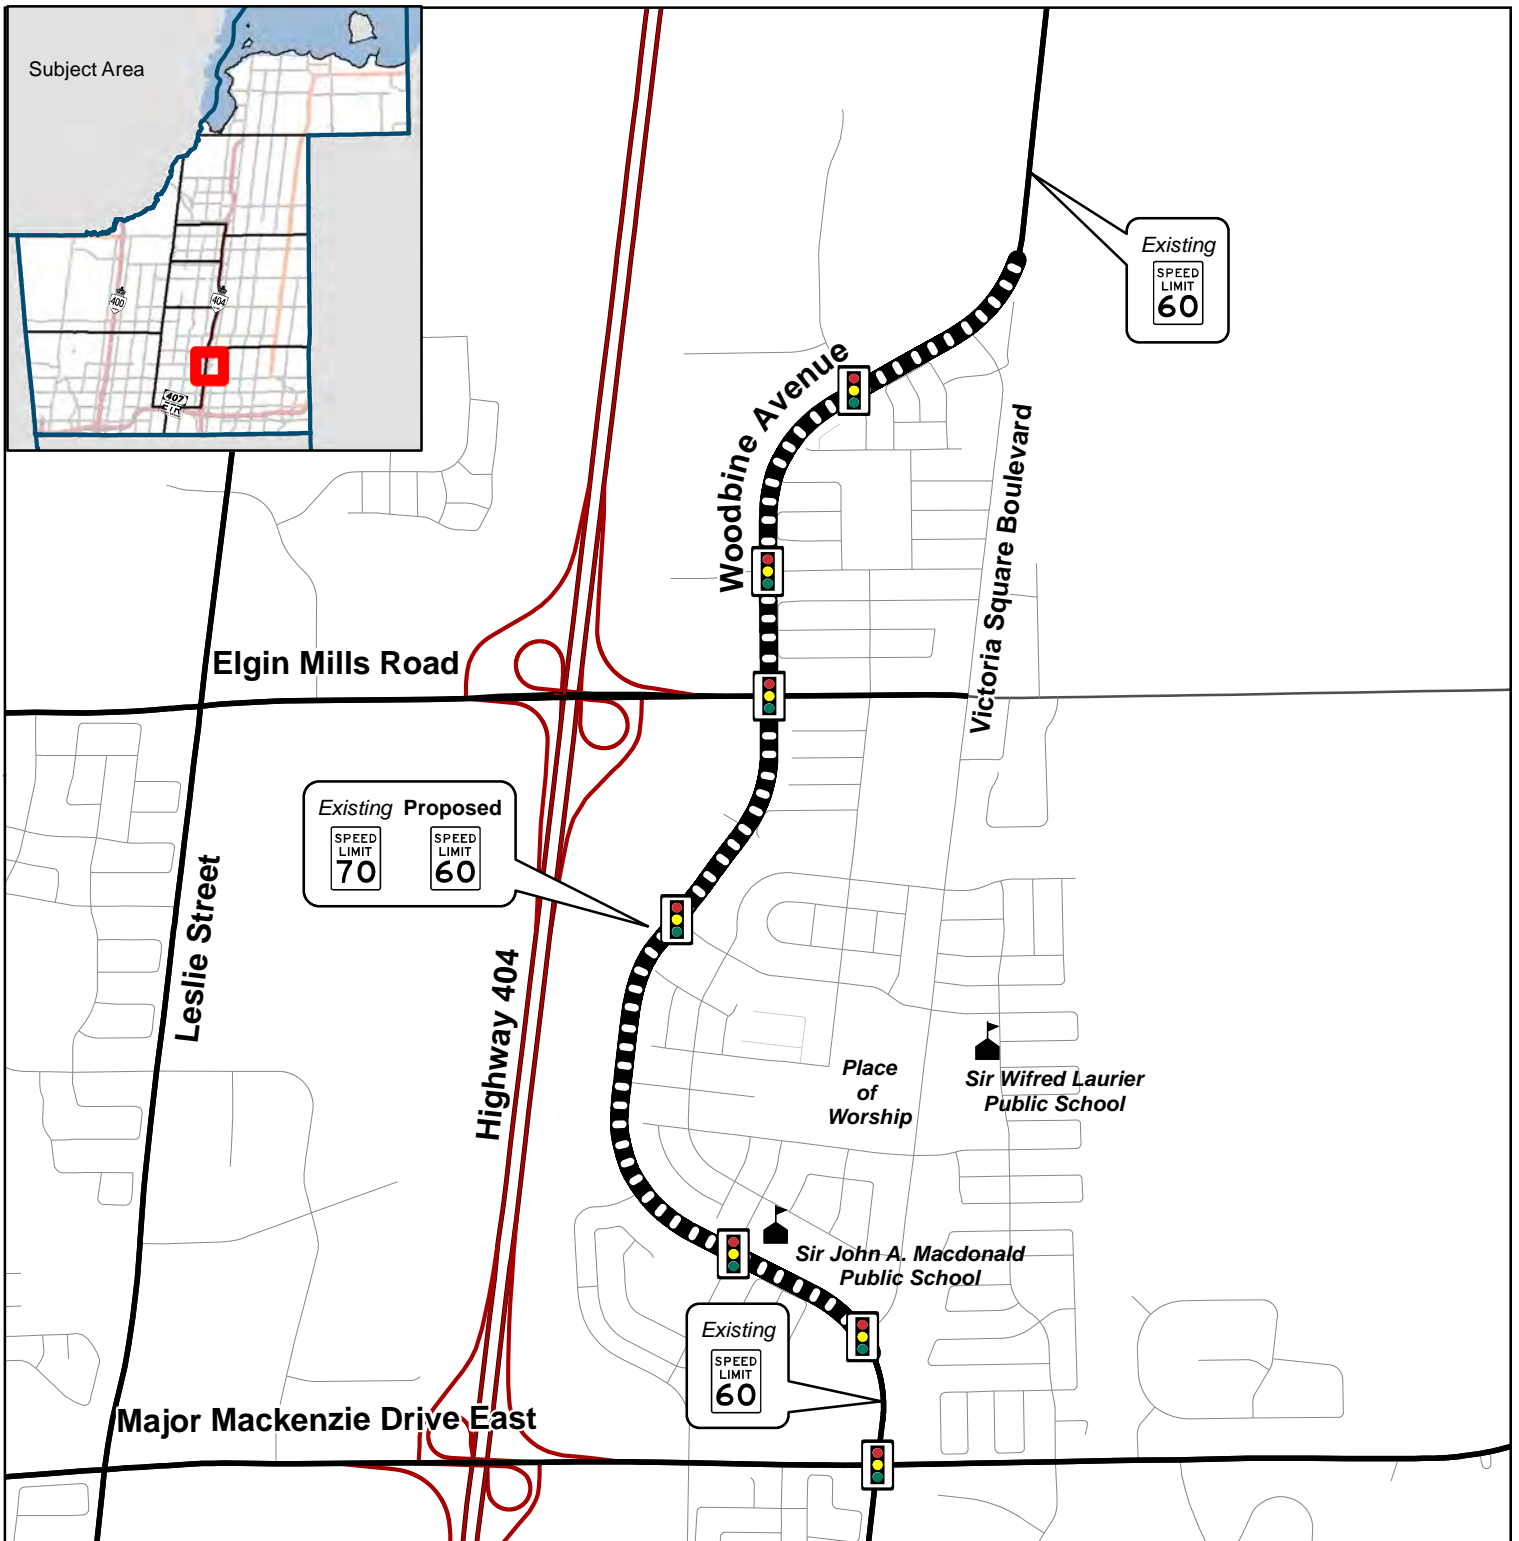 Subject Area
400
404
407
ETR
Existing
SPEED
LIMIT
60
Woodbine Avenue
Victoria Square Boulevard
Elgin Mills Road
Existing Proposed
SPEED
LIMIT
70
SPEED
LIMIT
60
Leslie Street
Highway 404
Place
of
Worship
Sir Wifred Laurier
Public School
Sir John A. Macdonald
Public School
Existing
SPEED
LIMIT
60
Major Mackenzie Drive East